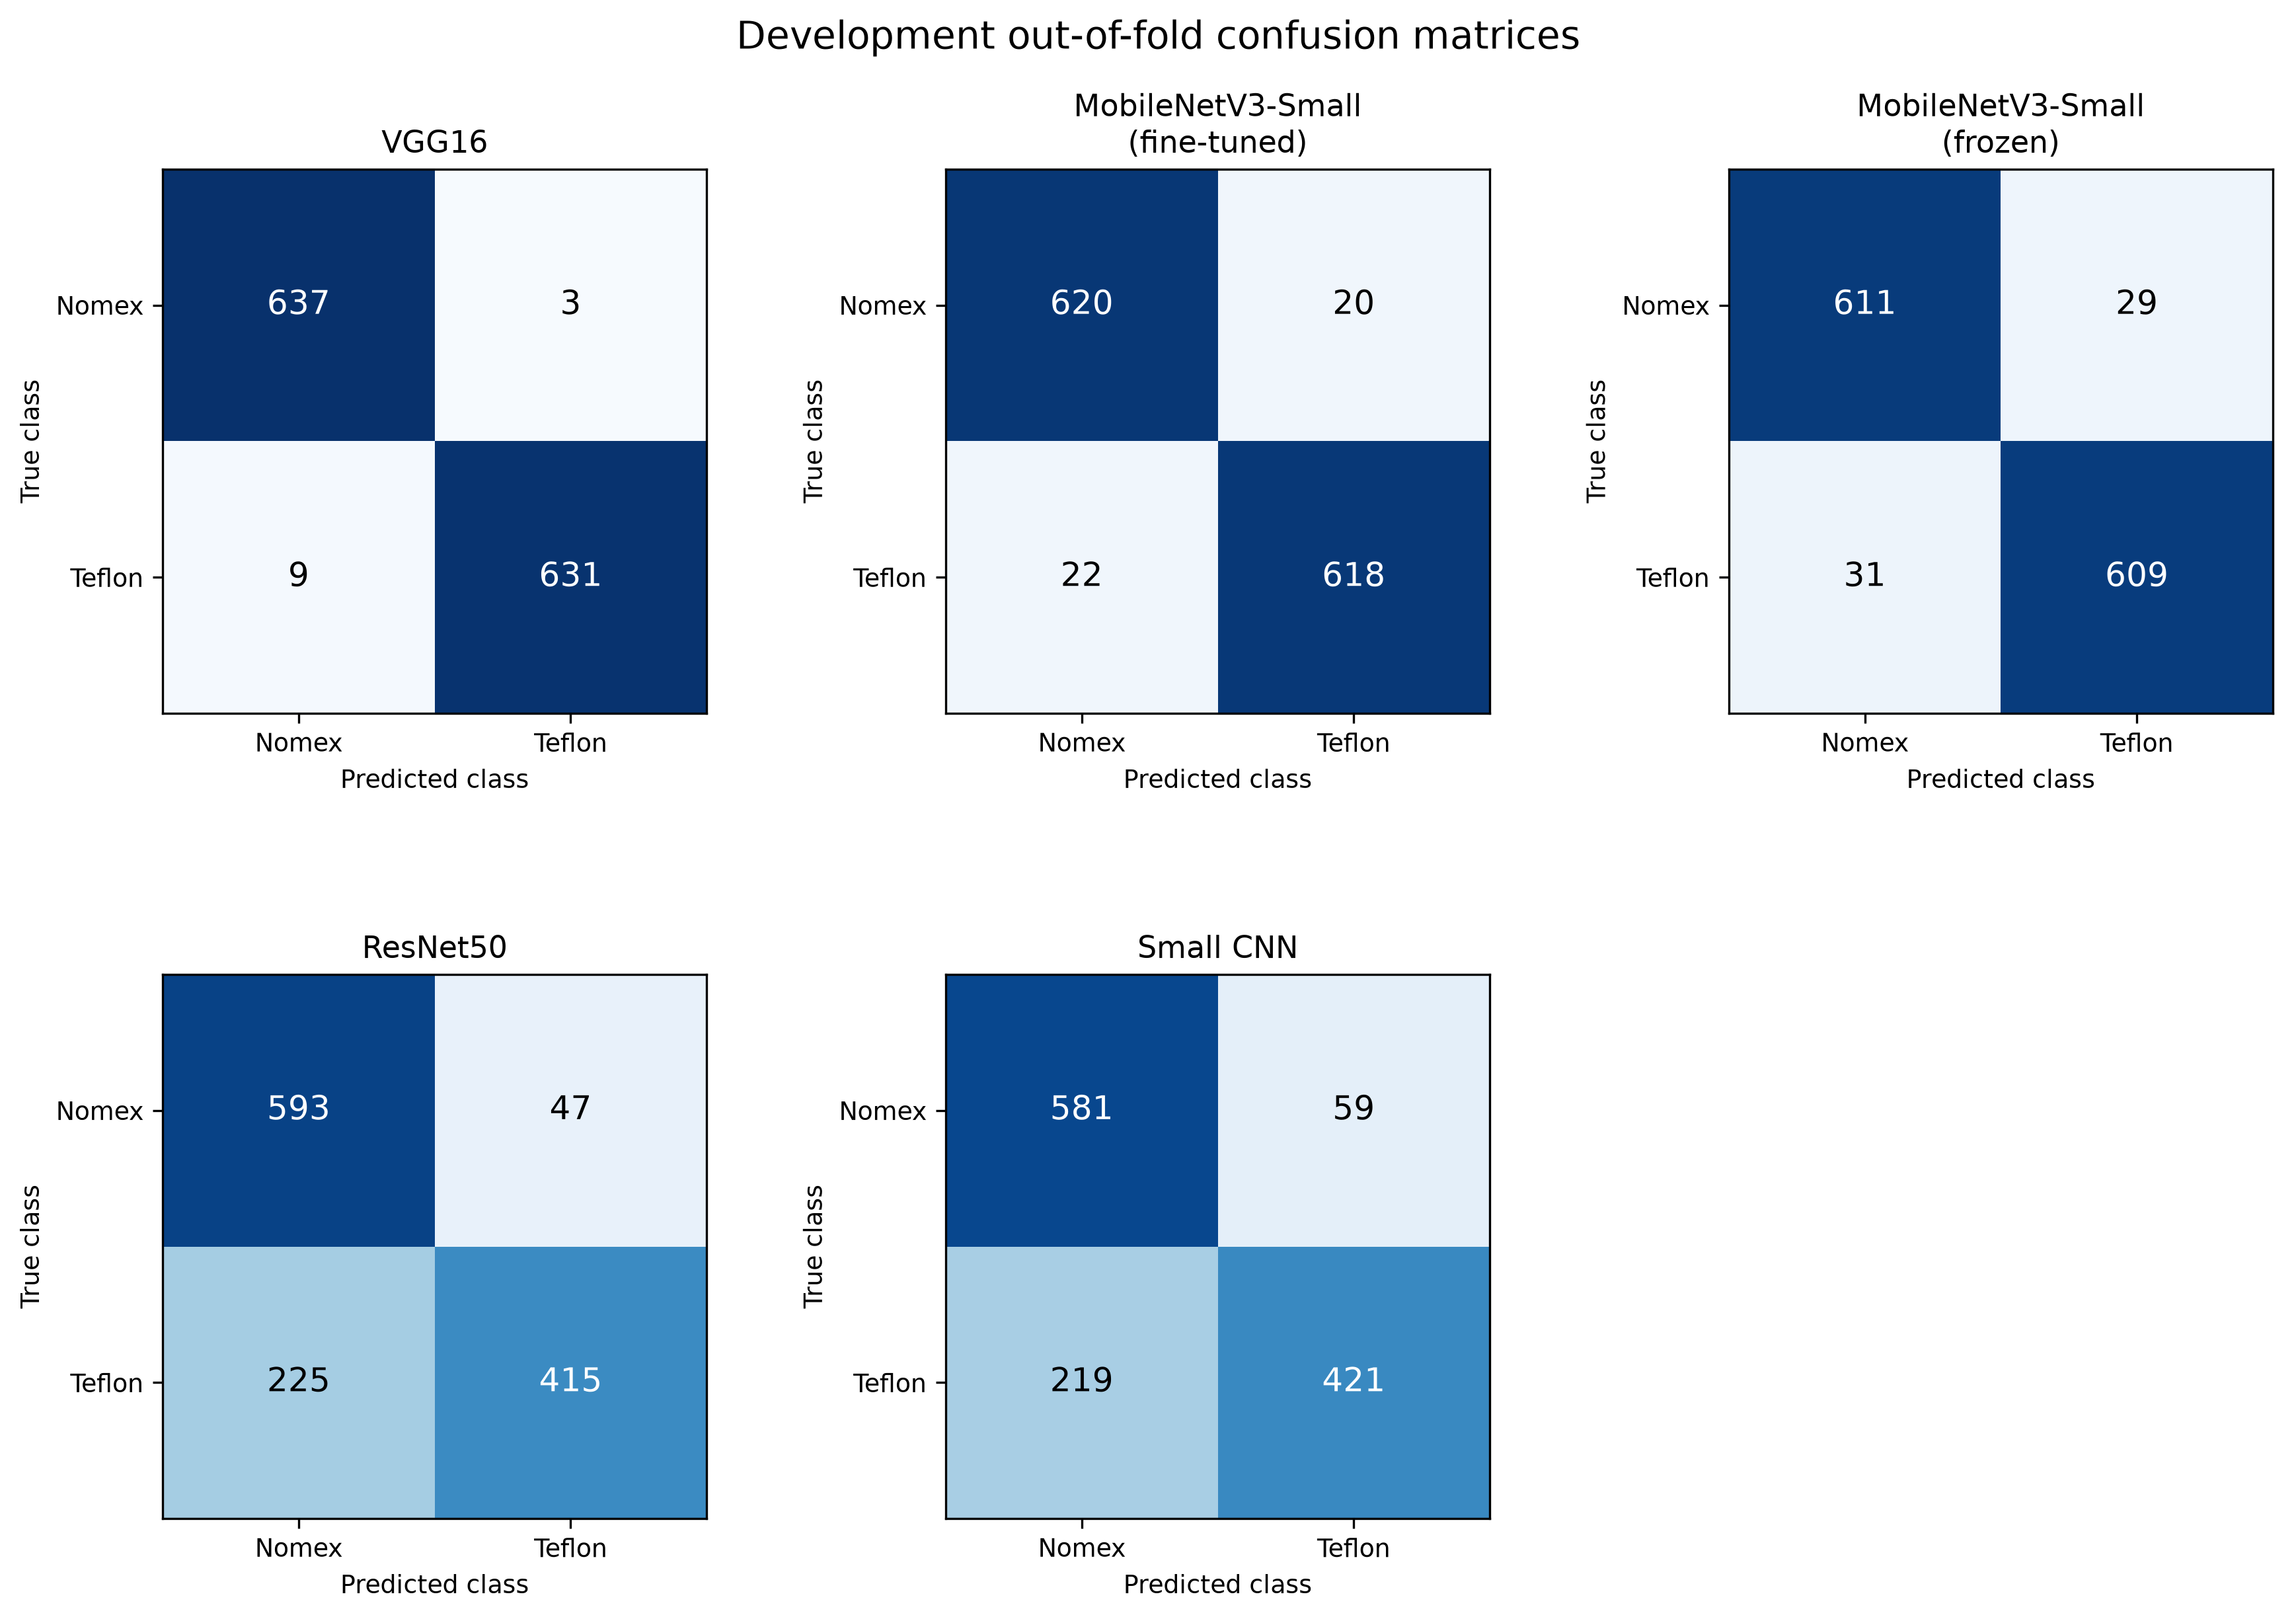 Development out-of-fold confusion matrices
VGG16
Nomex
637
3
True class
Teflon
9
631
Nomex
Teflon
Predicted class
MobileNetV3-Small
(fine-tuned)
Nomex
620
20
True class
Teflon
22
618
Nomex
Teflon
Predicted class
MobileNetV3-Small
(frozen)
Nomex
611
29
True class
Teflon
31
609
Nomex
Teflon
Predicted class
ResNet50
Nomex
593
47
True class
Teflon
225
415
Nomex
Teflon
Predicted class
Small CNN
Nomex
581
59
True class
Teflon
219
421
Nomex
Teflon
Predicted class